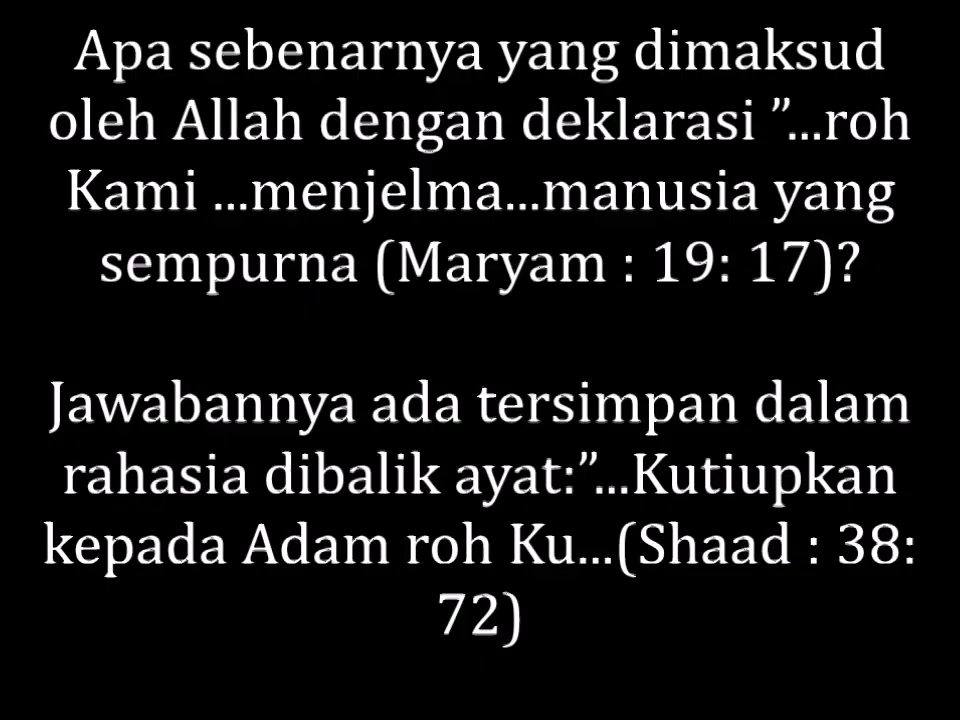 Apa sebenarnya yang dimaksud
oleh Allah dengan deklarasi ”...roh
Kami ...menjelma...manusia yang
sempurna (Maryam : 19: 17)?
Jawabannya ada tersimpan dalam
rahasia dibalik ayat:”...Kutiupkan
kepada Adam roh Ku...(Shaad : 38:
72)